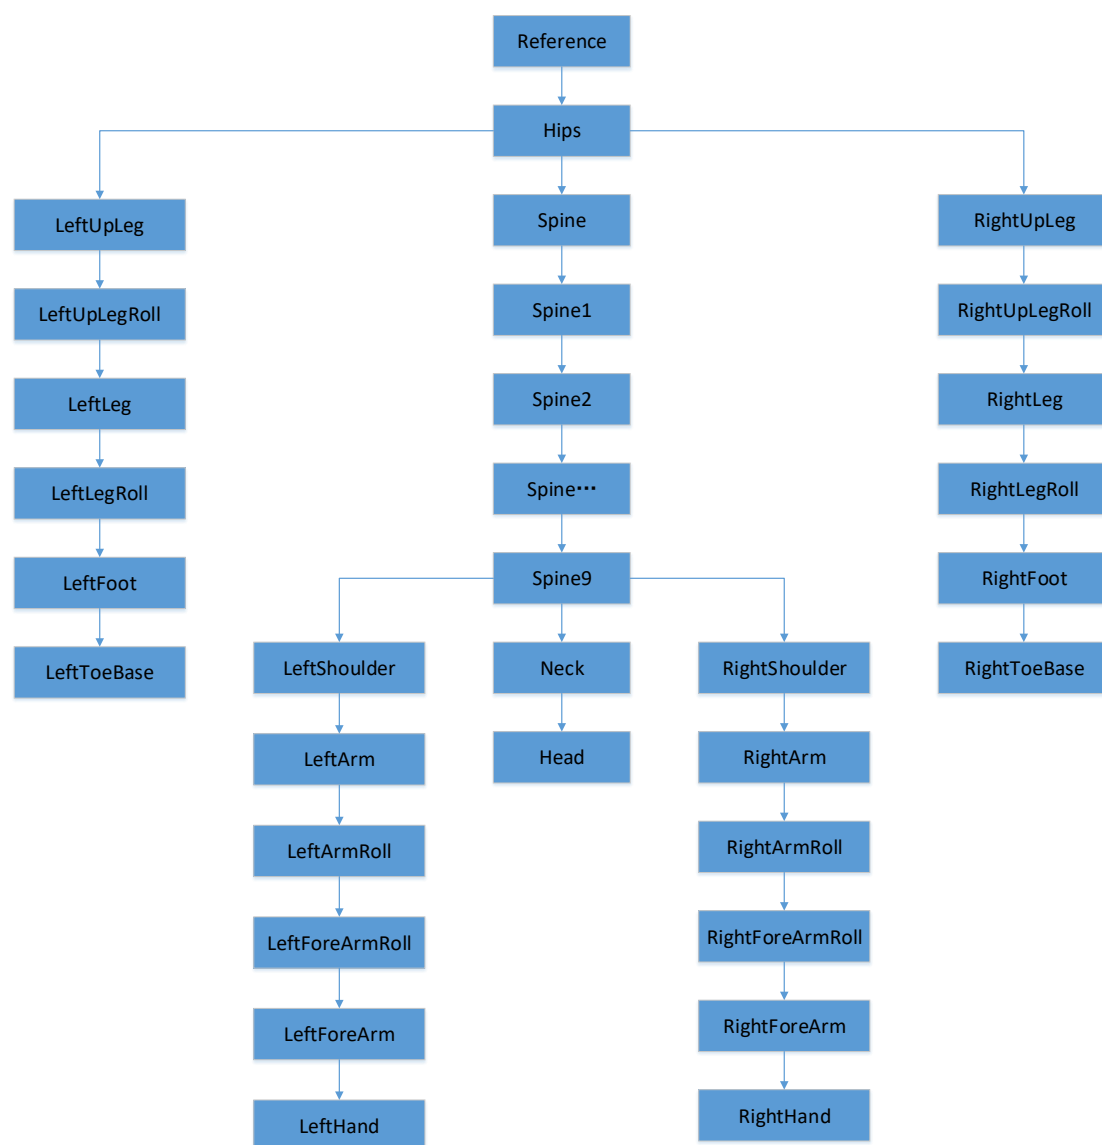 Reference
Hips
LeftUpLeg
Spine
RightUpLeg
LeftUpLegRoll
Spine1
RightUpLegRoll
LeftLeg
Spine2
RightLeg
LeftLegRoll
Spine⋯
RightLegRoll
LeftFoot
Spine9
RightFoot
LeftToeBase
LeftShoulder
Neck
RightShoulder
RightToeBase
LeftArm
Head
RightArm
LeftArmRoll
RightArmRoll
LeftForeArmRoll
RightForeArmRoll
LeftForeArm
RightForeArm
LeftHand
RightHand